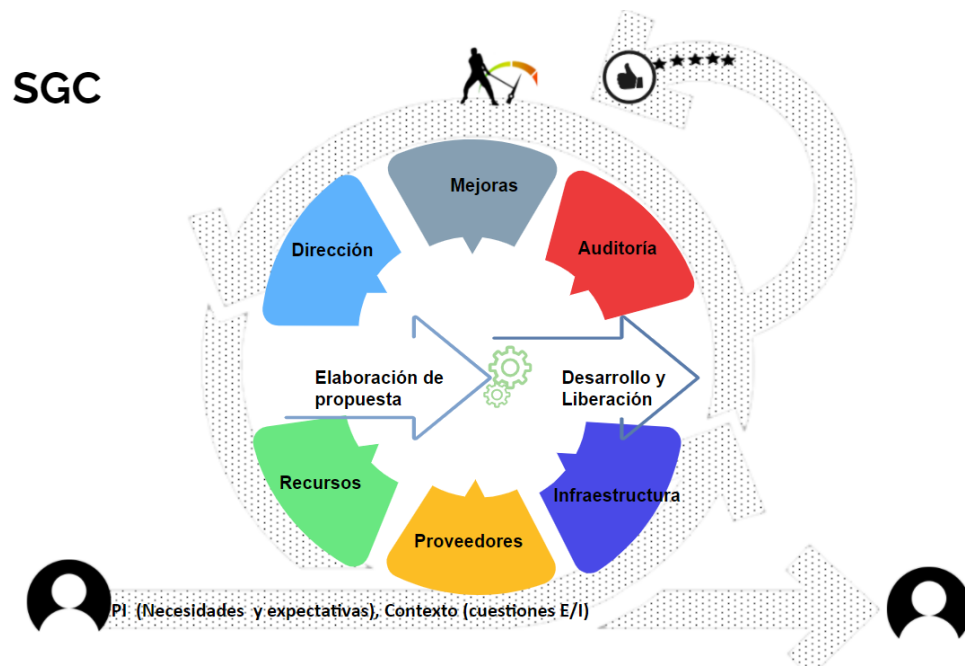 SGC
Mejoras
Dirección
Auditoría
Elaboración de
propuesta
Desarrollo y
Liberación
Recursos
Infraestructura
Proveedores
PI (Necesidades y expectativas), Contexto (cuestiones E/I)